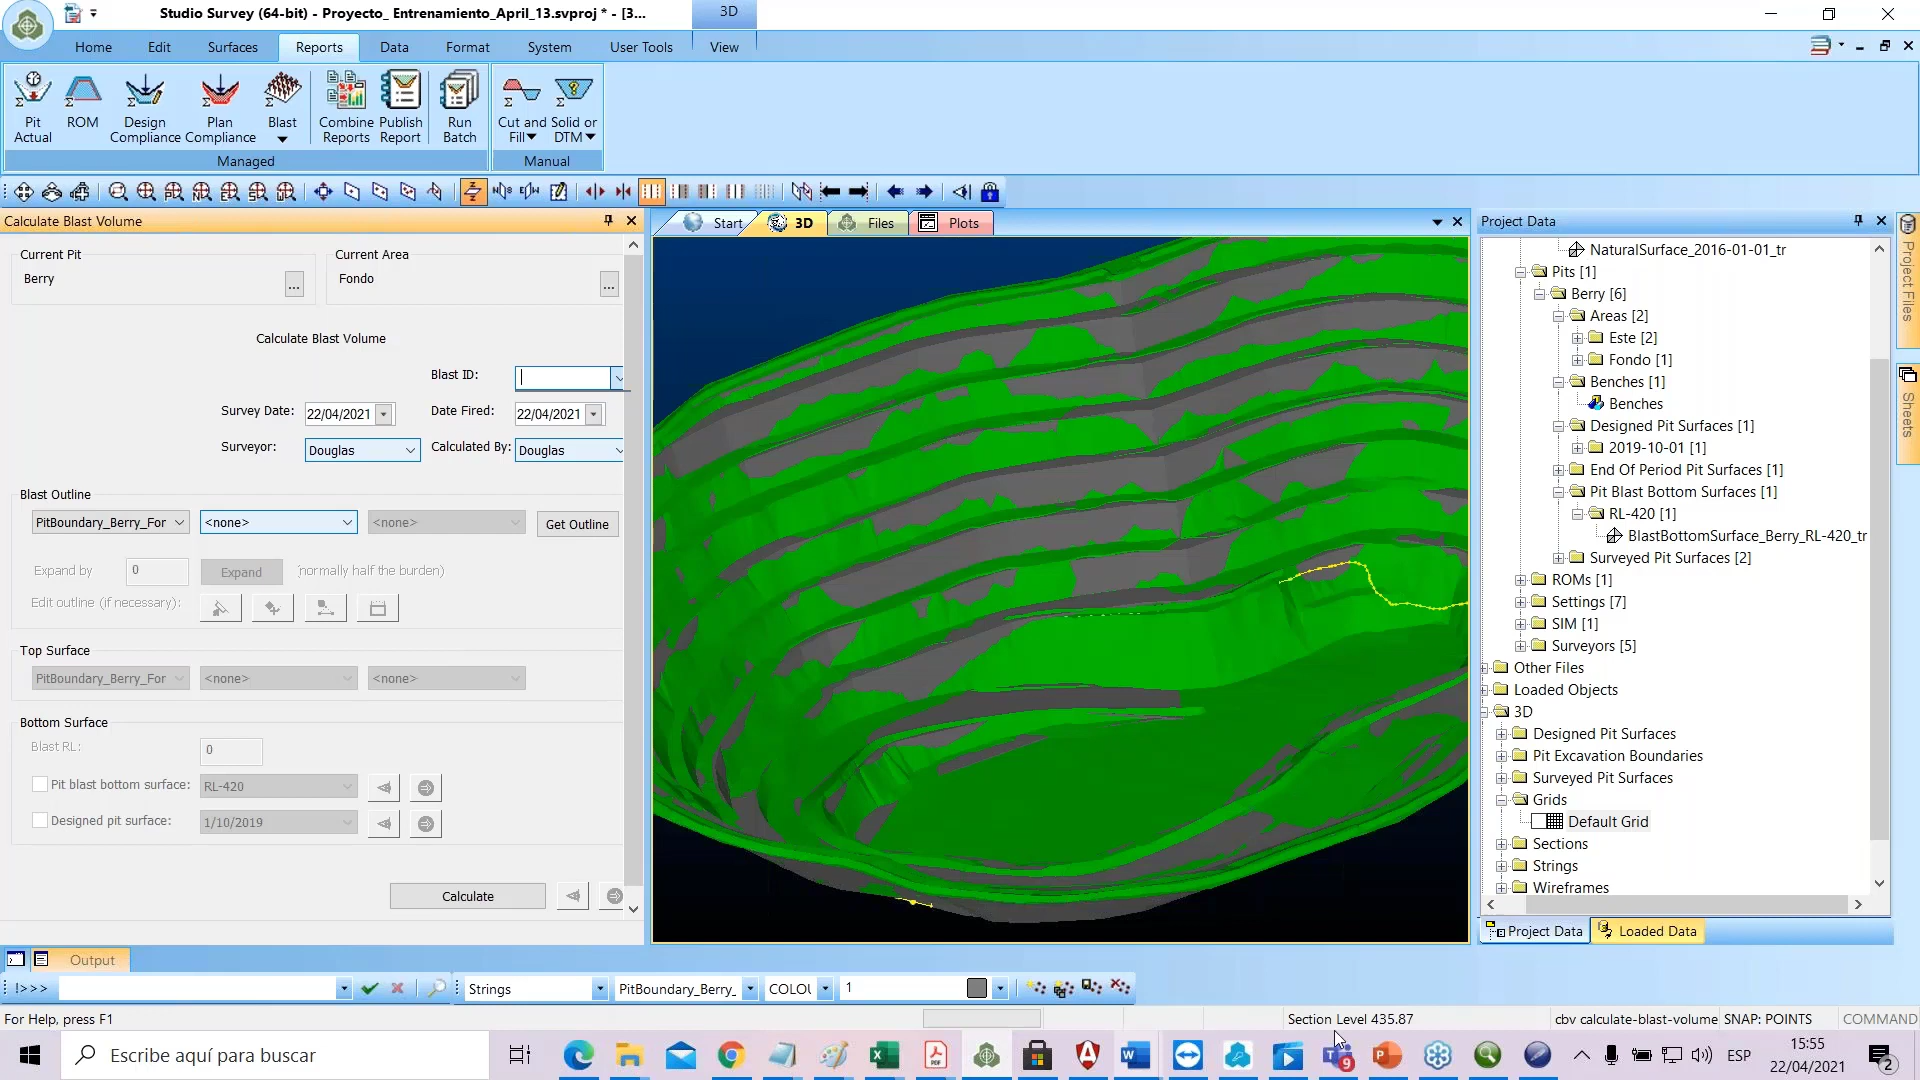 Studio Survey (64-bit) - Proyecto_ Entrenamiento_April_13.svproj * - [3...
3D
Home
Edit
Surfaces
Reports
Data
Format
System
User Tools
View
Pit Actual
ROM
Design Compliance
Plan Compliance
Blast
Combine Reports
Publish Report
Run Batch
Cut and Fill
Solid or DTM
Managed
Manual
Calculate Blast Volume
Start
3D
Files
Plots
Project Data
Current Pit
Berry
...
Current Area
Fondo
...
Calculate Blast Volume
Blast ID:
Survey Date:
22/04/2021
Date Fired:
22/04/2021
Surveyor:
Douglas
Calculated By:
Douglas
Blast Outline
PitBoundary_Berry_For
<none>
<none>
Get Outline
Expand by
0
Expand
(normally half the burden)
Edit outline (if necessary):
Top Surface
PitBoundary_Berry_For
<none>
<none>
Bottom Surface
Blast RL:
0
Pit blast bottom surface:
RL-420
Designed pit surface:
1/10/2019
Calculate
NaturalSurface_2016-01-01_tr
Pits [1]
Berry [6]
Areas [2]
Este [2]
Fondo [1]
Benches [1]
Benches
Designed Pit Surfaces [1]
2019-10-01 [1]
End Of Period Pit Surfaces [1]
Pit Blast Bottom Surfaces [1]
RL-420 [1]
BlastBottomSurface_Berry_RL-420_tr
Surveyed Pit Surfaces [2]
ROMs [1]
Settings [7]
SIM [1]
Surveyors [5]
Other Files
Loaded Objects
3D
Designed Pit Surfaces
Pit Excavation Boundaries
Surveyed Pit Surfaces
Grids
Default Grid
Sections
Strings
Wireframes
Project Data
Loaded Data
Project Files
Sheets
Output
!>>>
Strings
PitBoundary_Berry_
COLOU
1
For Help, press F1
Section Level 435.87
cbv calculate-blast-volume
SNAP: POINTS
COMMAND
Escribe aquí para buscar
9
ESP
15:55
22/04/2021
2